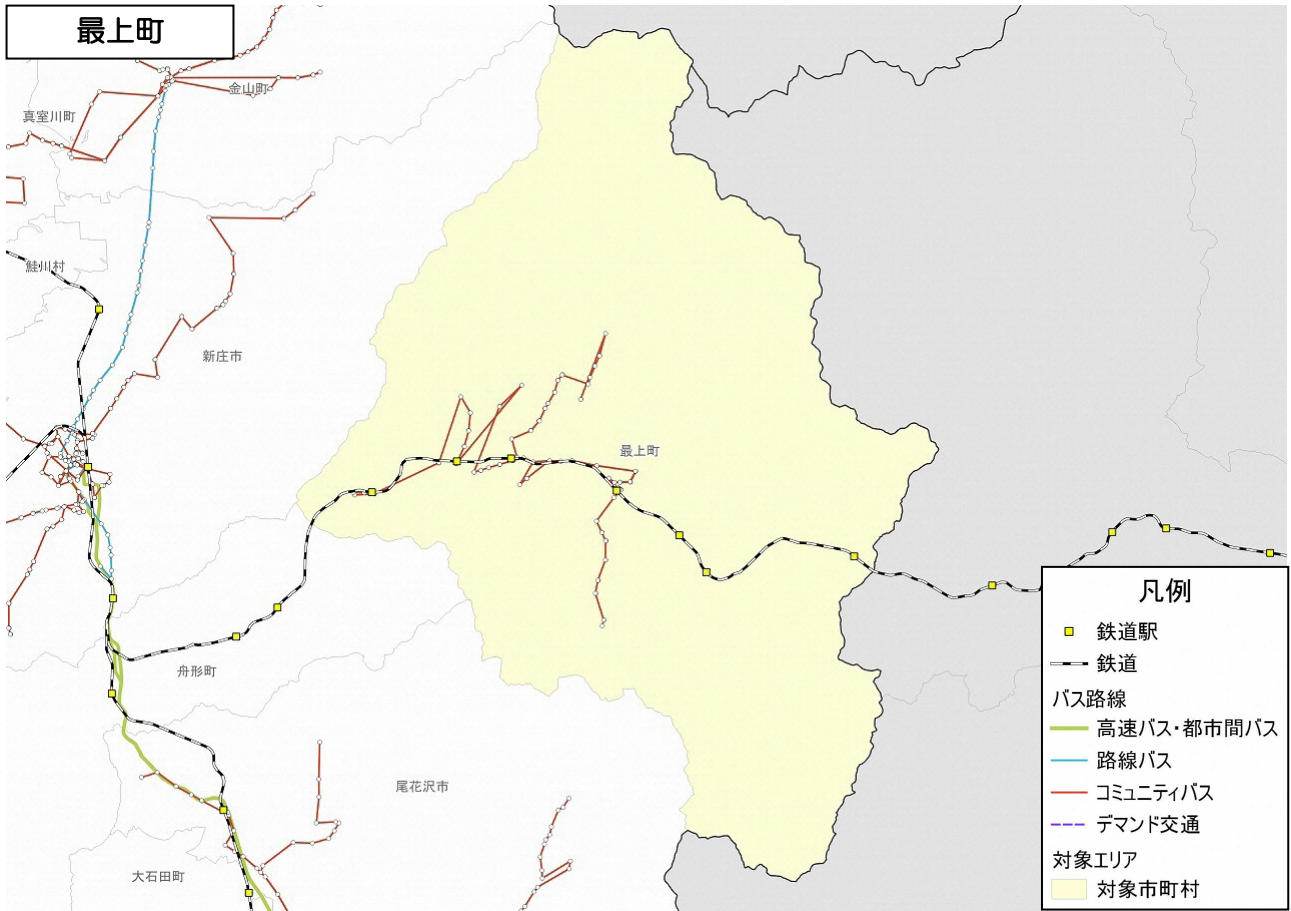 最上町
金山町
真室川町
鮭川村
新庄市
最上町
舟形町
尾花沢市
大石田町
凡例
鉄道駅
鉄道
バス路線
高速バス・都市間バス
路線バス
コミュニティバス
デマンド交通
対象エリア
対象市町村